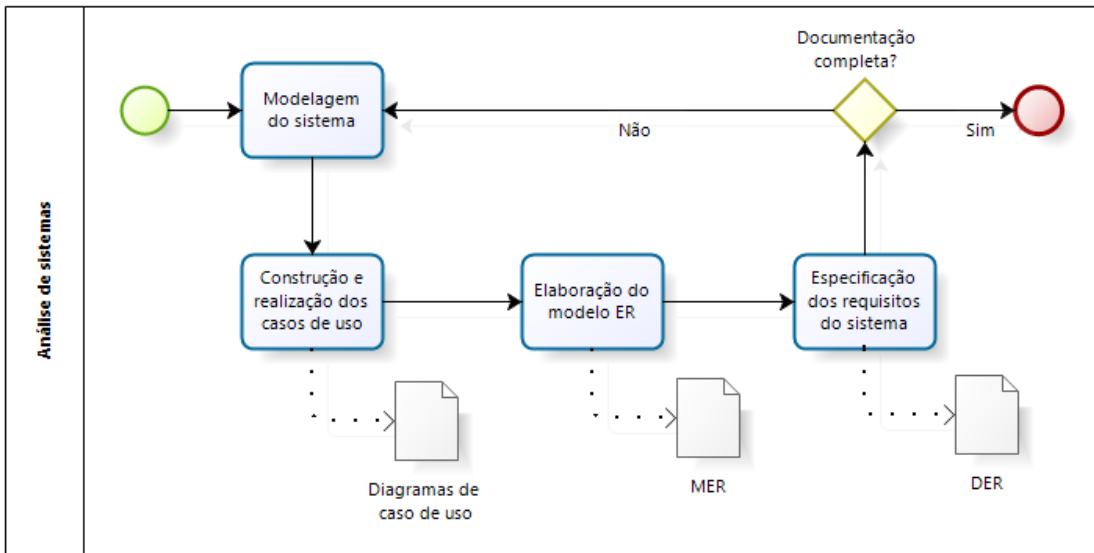 Análise de sistemas
Documentação
completa?
Modelagem
do sistema
Não
Sim
Construção e
realização dos
casos de uso
Elaboração do
modelo ER
Especificação
dos requisitos
do sistema
Diagramas de
caso de uso
MER
DER